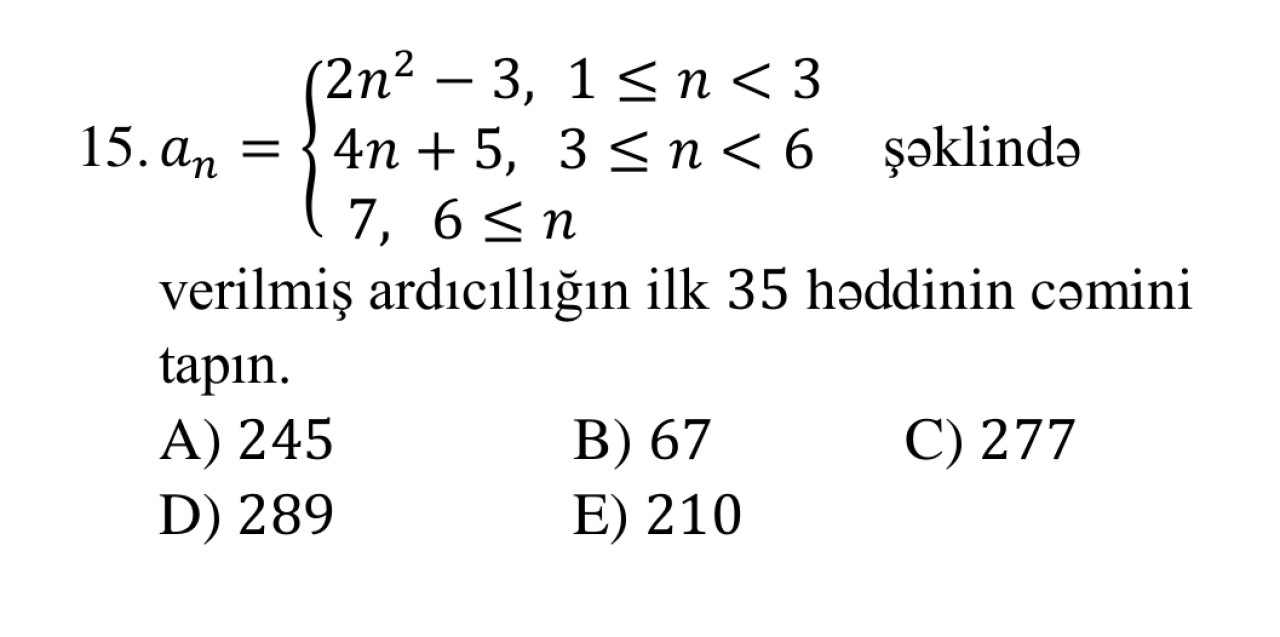 15. aₙ = { 2n² − 3, 1 ≤ n < 3
4n + 5, 3 ≤ n < 6 şəklində
7, 6 ≤ n
verilmiş ardıcıllığın ilk 35 həddinin cəmini
tapın.
A) 245 B) 67 C) 277
D) 289 E) 210